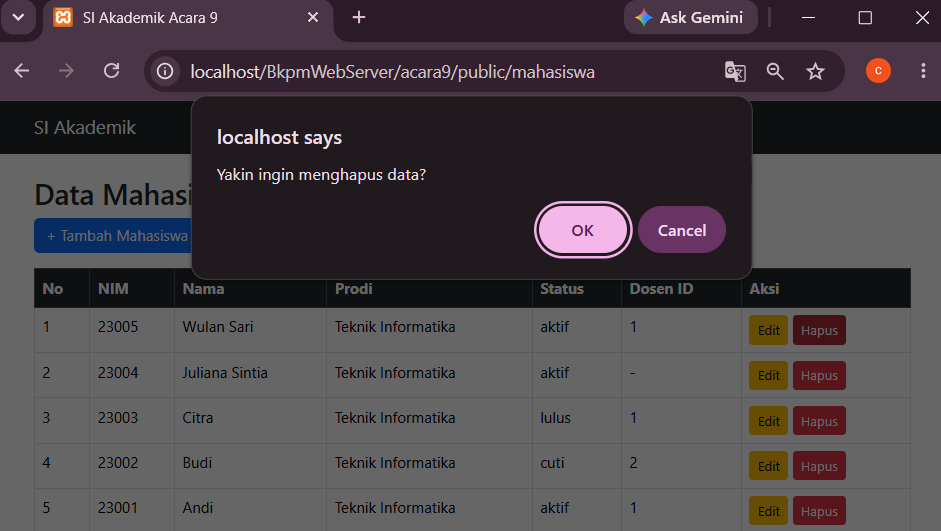 SI Akademik Acara 9
Ask Gemini
localhost/BkpmWebServer/acara9/public/mahasiswa
C
SI Akademik
localhost says
Yakin ingin menghapus data?
OK Cancel
Data Mahasi
+ Tambah Mahasiswa
No NIM Nama Prodi Status Dosen ID Aksi
1 23005 Wulan Sari Teknik Informatika aktif 1 Edit Hapus
2 23004 Juliana Sintia Teknik Informatika aktif - Edit Hapus
3 23003 Citra Teknik Informatika lulus 1 Edit Hapus
4 23002 Budi Teknik Informatika cuti 2 Edit Hapus
5 23001 Andi Teknik Informatika aktif 1 Edit Hapus